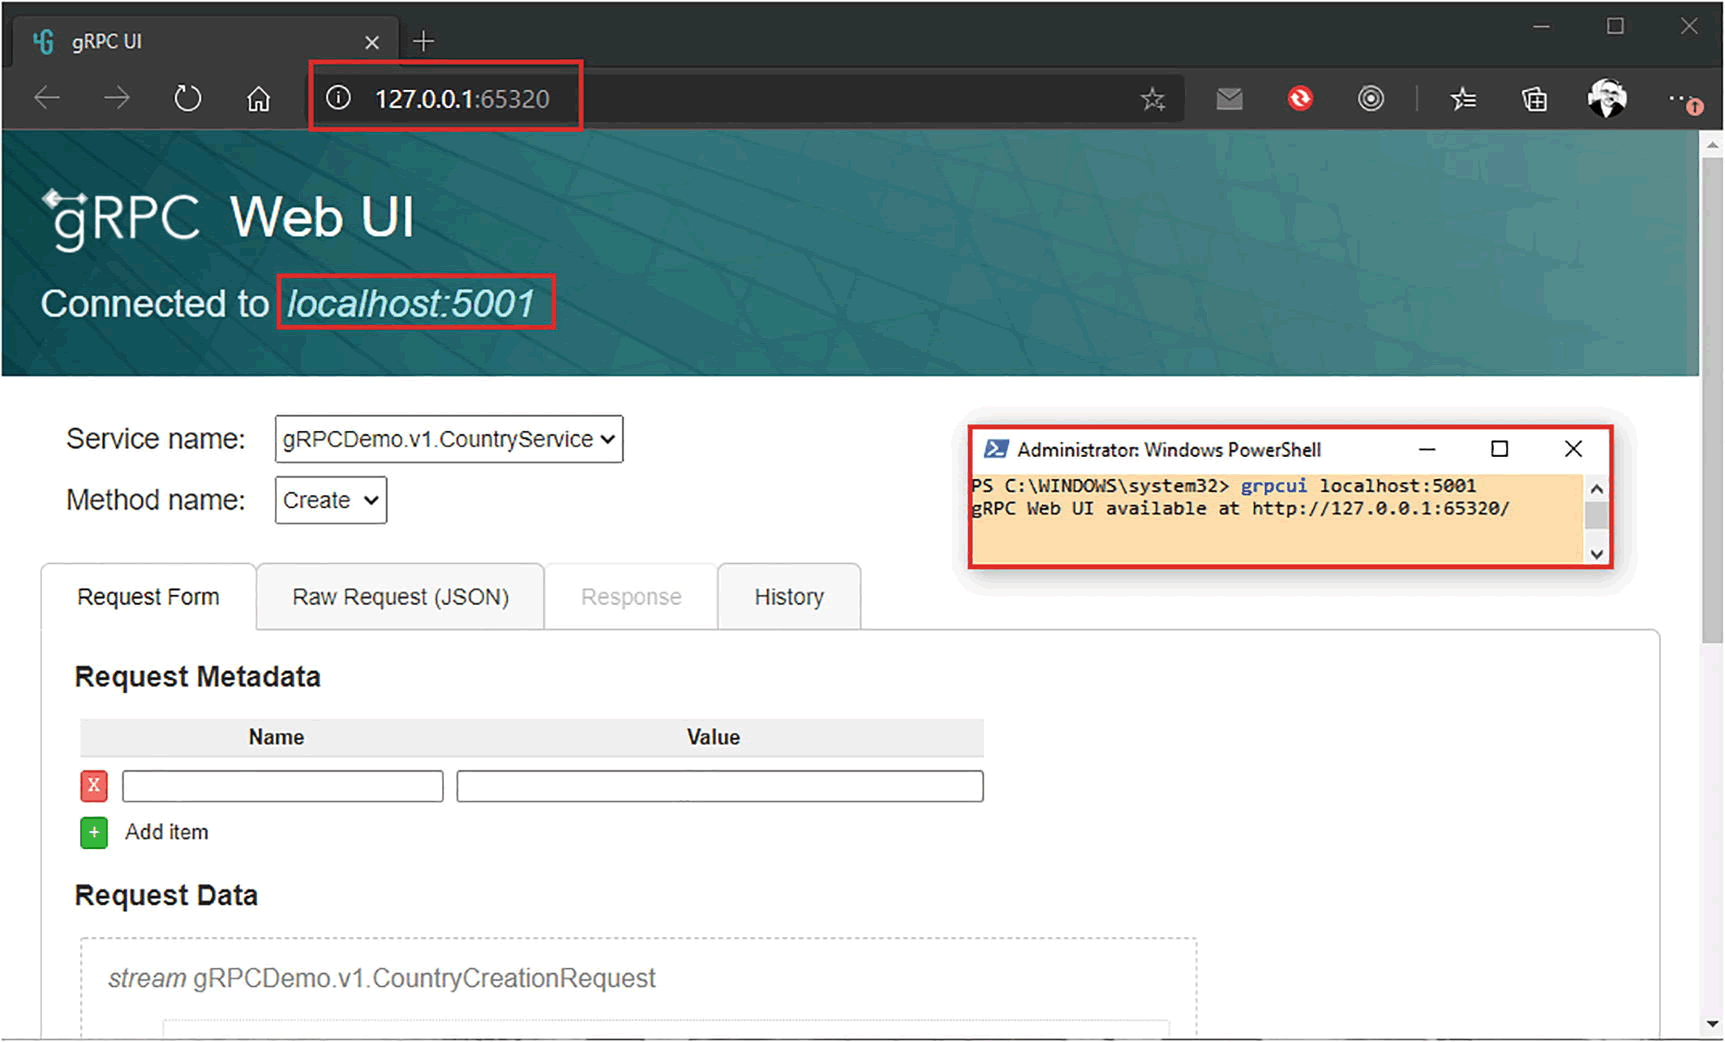 gRPC UI
127.0.0.1:65320
gRPC Web UI
Connected to localhost:5001
Service name: gRPCDemo.v1.CountryService
Method name: Create
Administrator: Windows PowerShell
PS C:\WINDOWS\system32> grpcui localhost:5001
gRPC Web UI available at http://127.0.0.1:65320/
Request Form Raw Request (JSON) Response History
Request Metadata
Name Value
X
+ Add item
Request Data
stream gRPCDemo.v1.CountryCreationRequest